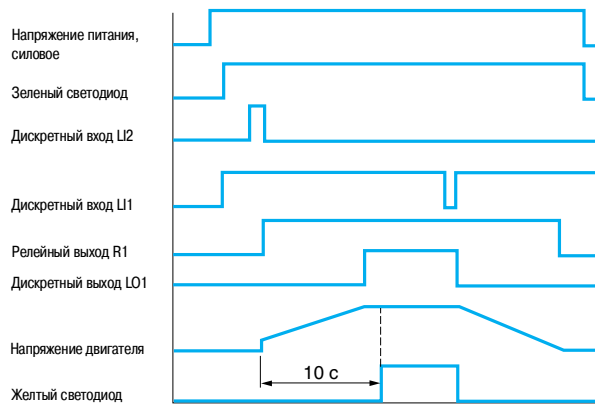 Напряжение питания,
силовое
Зеленый светодиод
Дискретный вход LI2
Дискретный вход LI1
Релейный выход R1
Дискретный выход LO1
Напряжение двигателя
10 с
Желтый светодиод